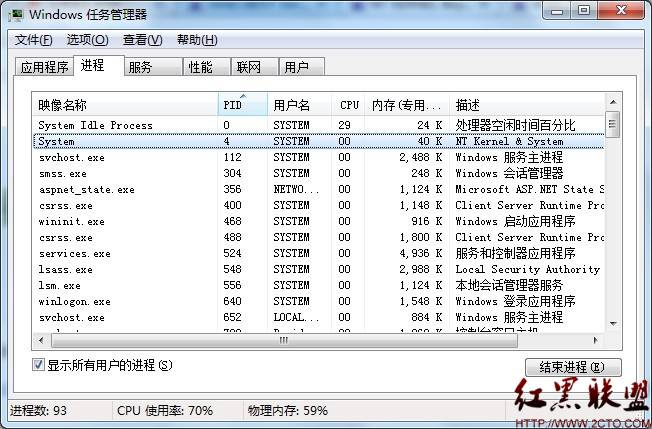 Windows 任务管理器
文件(F) 选项(O) 查看(V) 帮助(H)
应用程序 进程 服务 性能 联网 用户
映像名称 PID 用户名 CPU 内存(专用... 描述
System Idle Process 0 SYSTEM 29 24 K 处理器空闲时间百分比
System 4 SYSTEM 00 40 K NT Kernel & System
svchost.exe 112 SYSTEM 00 2,488 K Windows 服务主进程
smss.exe 304 SYSTEM 00 248 K Windows 会话管理器
aspnet_state.exe 356 NETWO... 00 1,124 K Microsoft ASP.NET State S
csrss.exe 400 SYSTEM 00 1,148 K Client Server Runtime Pro
wininit.exe 468 SYSTEM 00 916 K Windows 启动应用程序
csrss.exe 488 SYSTEM 00 1,800 K Client Server Runtime Pro
services.exe 524 SYSTEM 00 4,936 K 服务和控制器应用程序
lsass.exe 548 SYSTEM 00 2,988 K Local Security Authority
lsm.exe 556 SYSTEM 00 1,124 K 本地会话管理器服务
winlogon.exe 640 SYSTEM 00 1,548 K Windows 登录应用程序
svchost.exe 652 LOCAL... 00 884 K Windows 服务主进程
显示所有用户的进程(S) 结束进程(E)
红黑联盟
HTTP://WWW.2CTO.COM
进程数: 93 CPU 使用率: 70% 物理内存: 59%